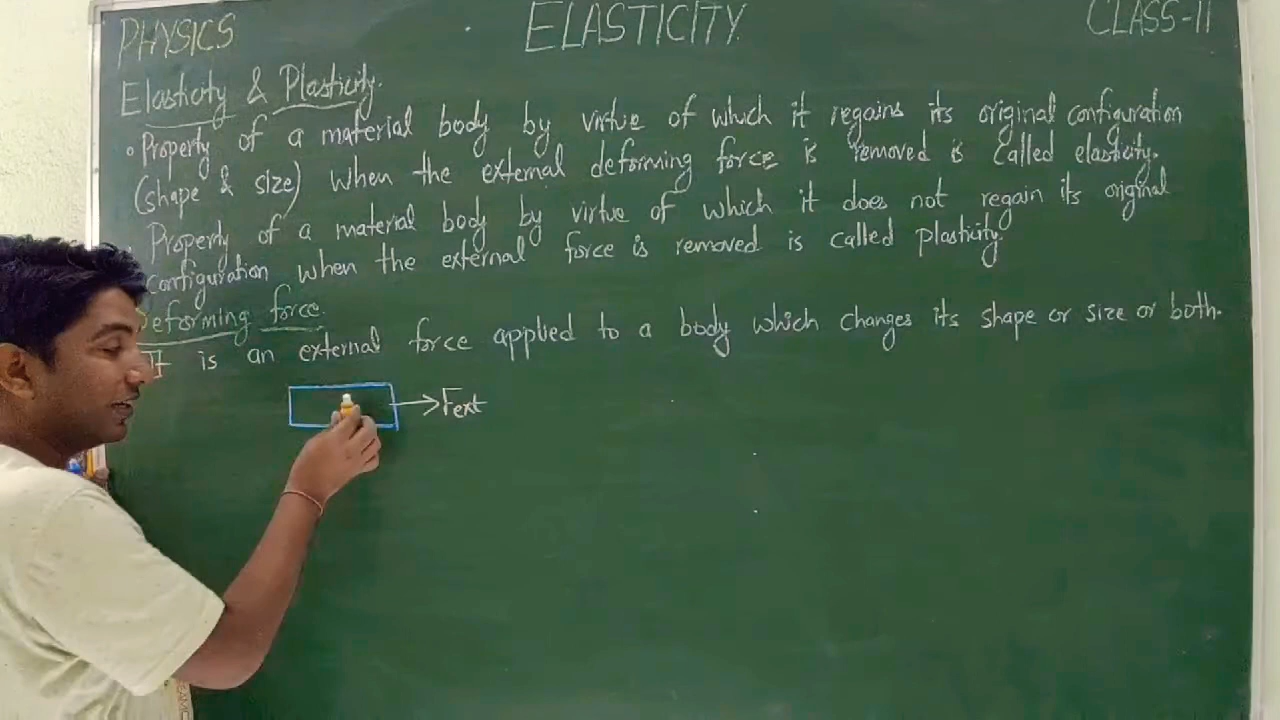 PHYSICS ELASTICITY CLASS-11
Elasticity & Plasticity.
• Property of a material body by virtue of which it regains its original configuration
(shape & size) when the external deforming force is removed is called elasticity.
• Property of a material body by virtue of which it does not regain its original
configuration when the external force is removed is called plasticity.
Deforming force.
It is an external force applied to a body which changes its shape or size or both.
Fext